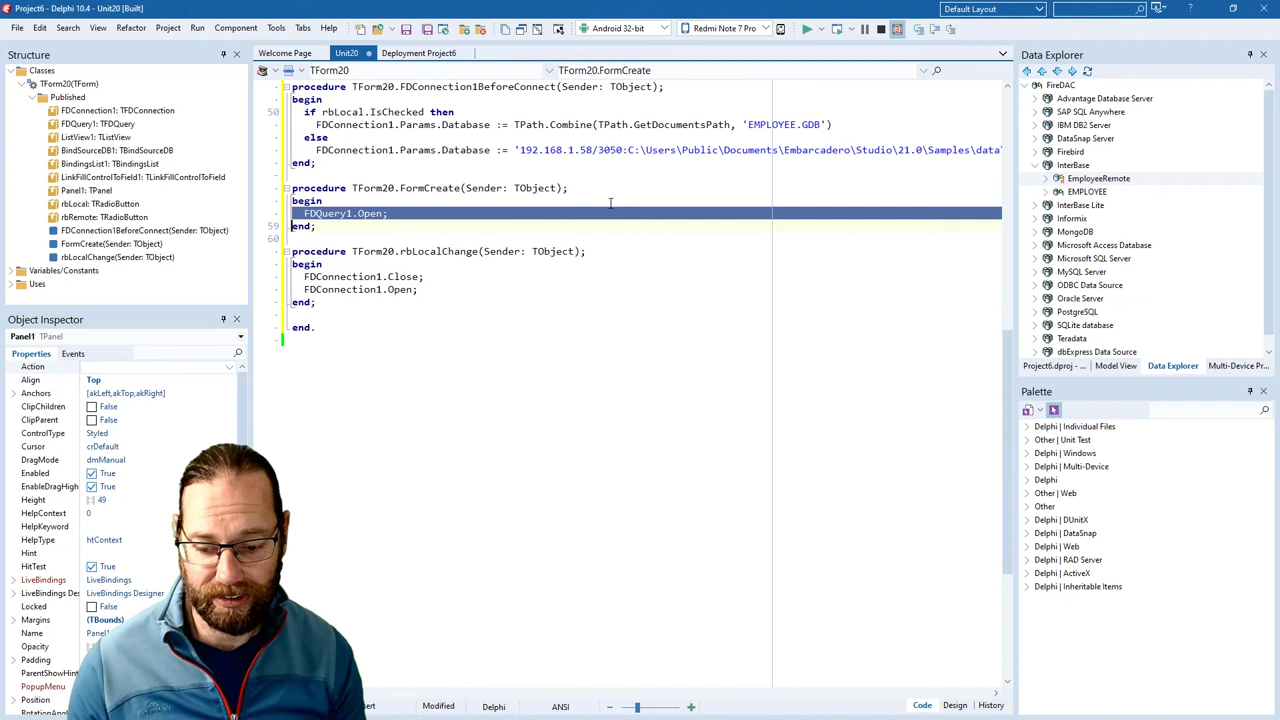 Project6 - Delphi 10.4 - Unit20 [Built]
Default Layout
File Edit Search View Refactor Project Run Component Tools Tabs Help
Android 32-bit
Redmi Note 7 Pro
Structure
Classes
TForm20(TForm)
Published
FDConnection1: TFDConnection
FDQuery1: TFDQuery
ListView1: TListView
BindSourceDB1: TBindSourceDB
BindingsList1: TBindingsList
LinkFillControlToField1: TLinkFillControlToField
Panel1: TPanel
rbLocal: TRadioButton
rbRemote: TRadioButton
FDConnection1BeforeConnect(Sender: TObject)
FormCreate(Sender: TObject)
rbLocalChange(Sender: TObject)
Variables/Constants
Uses
Object Inspector
Panel1 TPanel
Properties Events
Action
Align Top
Anchors [akLeft,akTop,akRight]
ClipChildren False
ClipParent False
ControlType Styled
Cursor crDefault
DragMode dmManual
Enabled True
EnableDragHigh True
Height 49
HelpContext 0
HelpKeyword
HelpType htContext
Hint
HitTest True
LiveBindings LiveBindings
LiveBindings Des LiveBindings Designer
Locked False
Margins (TBounds)
Name Panel1
Opacity
Padding
ParentShowHint
PopupMenu
Position
Welcome Page Unit20 Deployment Project6
TForm20 TForm20.FormCreate
procedure TForm20.FDConnection1BeforeConnect(Sender: TObject);
begin
50 if rbLocal.IsChecked then
FDConnection1.Params.Database := TPath.Combine(TPath.GetDocumentsPath, 'EMPLOYEE.GDB')
else
FDConnection1.Params.Database := '192.168.1.58/3050:C:\Users\Public\Documents\Embarcadero\Studio\21.0\Samples\data'
end;
procedure TForm20.FormCreate(Sender: TObject);
begin
FDQuery1.Open;
59 end;
60
procedure TForm20.rbLocalChange(Sender: TObject);
begin
FDConnection1.Close;
FDConnection1.Open;
end;
end.
Modified Delphi ANSI
Code Design History
Data Explorer
FireDAC
Advantage Database Server
SAP SQL Anywhere
IBM DB2 Server
DataSnap Server
Firebird
InterBase
EmployeeRemote
EMPLOYEE
InterBase Lite
Informix
MongoDB
Microsoft Access Database
Microsoft SQL Server
MySQL Server
ODBC Data Source
Oracle Server
PostgreSQL
SQLite database
Teradata
dbExpress Data Source
Project6.dproj - ... Model View Data Explorer Multi-Device Pr...
Palette
Delphi | Individual Files
Other | Unit Test
Delphi | Windows
Delphi | Multi-Device
Delphi
Other | Web
Other
Delphi | DUnitX
Delphi | DataSnap
Delphi | Web
Delphi | RAD Server
Delphi | ActiveX
Delphi | Inheritable Items